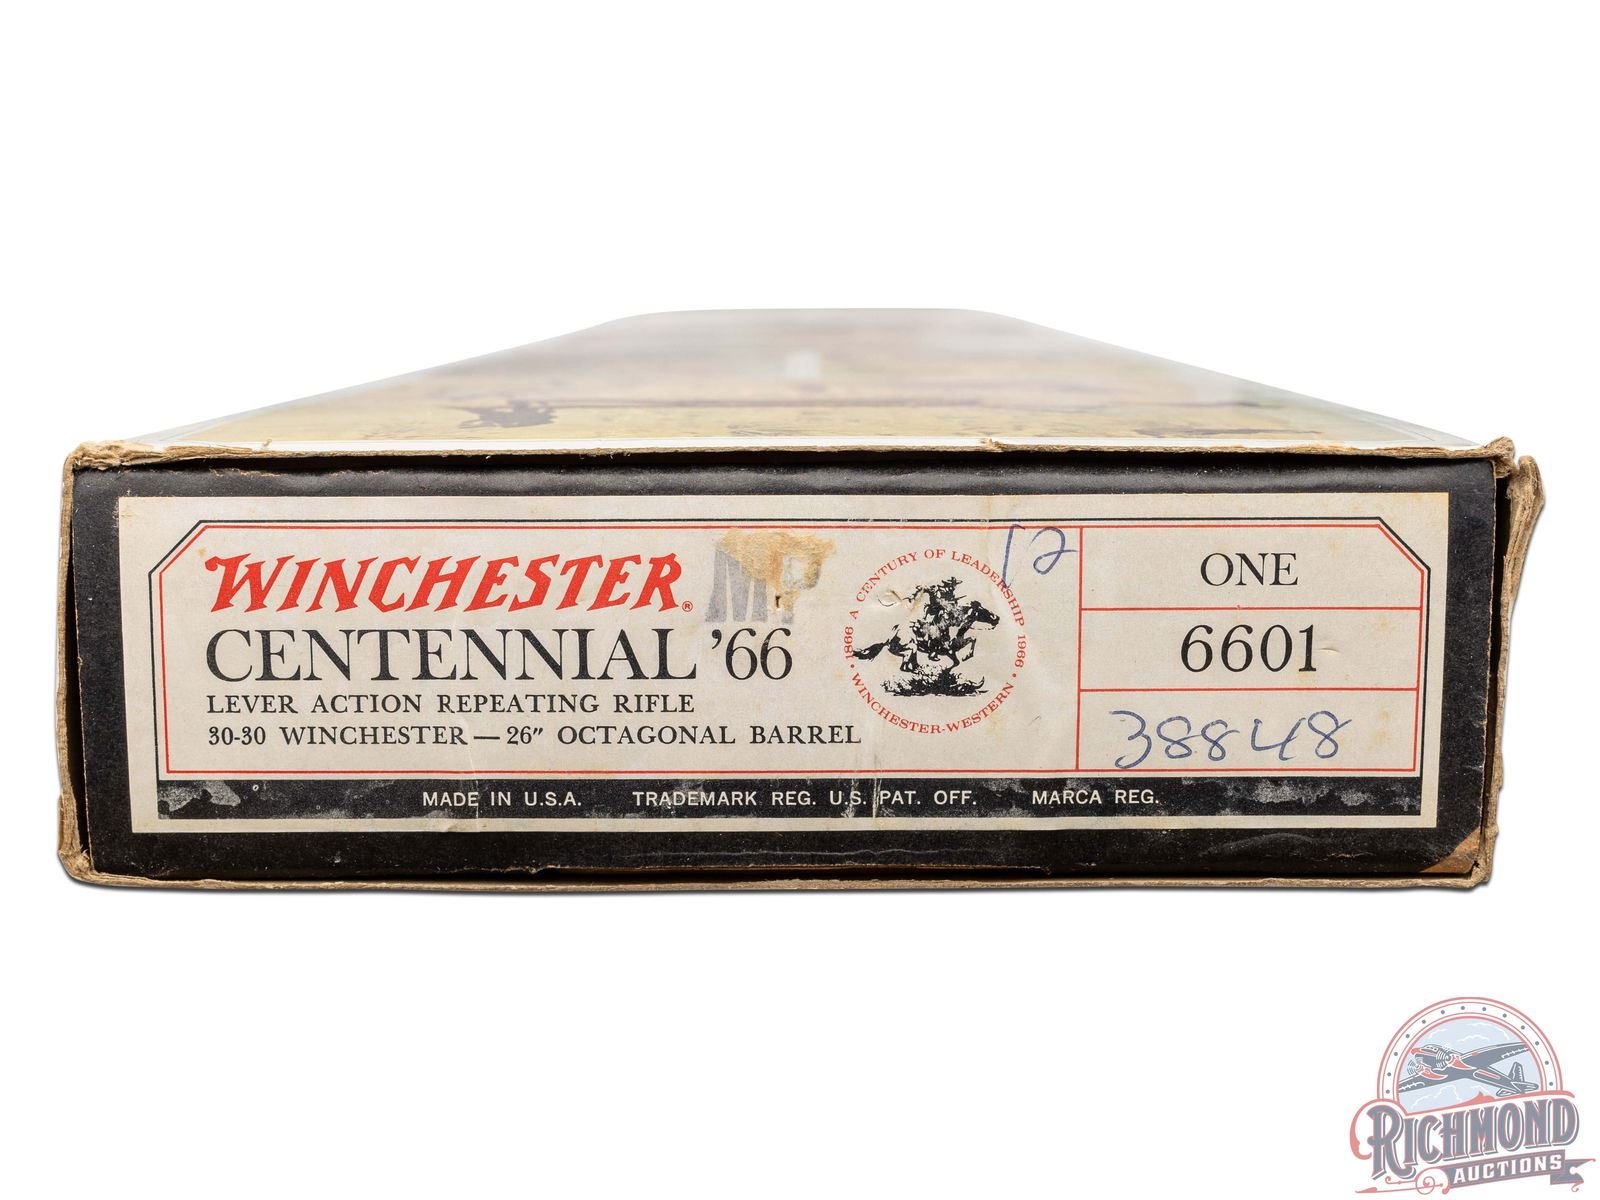 WINCHESTER® MP
CENTENNIAL '66
LEVER ACTION REPEATING RIFLE
30-30 WINCHESTER — 26" OCTAGONAL BARREL
1866 A CENTURY OF LEADERSHIP 1966
• WINCHESTER-WESTERN •
12
ONE
6601
38848
MADE IN U.S.A. TRADEMARK REG. U.S. PAT. OFF. MARCA REG.
RICHMOND
AUCTIONS